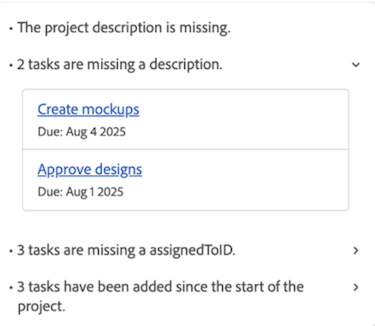 • The project description is missing.
• 2 tasks are missing a description.
Create mockups
Due: Aug 4 2025
Approve designs
Due: Aug 1 2025
• 3 tasks are missing a assignedToID.
• 3 tasks have been added since the start of the
project.